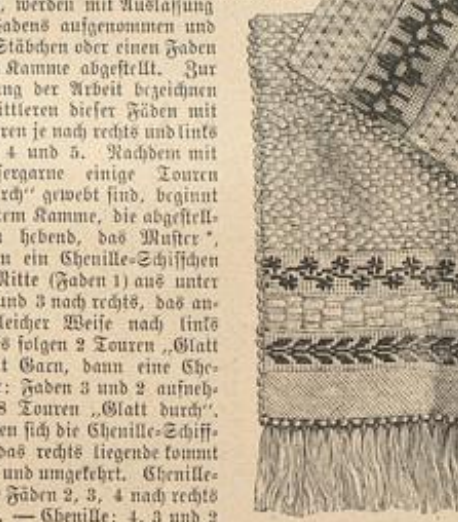 , werden mit Auslassung
Fadens aufgenommen und
Stäbchen oder einen Faden
Kamme abgestellt. Zur
ng der Arbeit bezeichnen
ittleren dieser Fäden mit
ren je nach rechts und links
4 und 5. Nachdem mit
fergarne einige Touren
rch“ gewebt sind, beginnt
em Kamme, die abgestell-
hebend, das Muster *,
n ein Chenille-Schiffchen
Mitte (Faden 1) aus unter
und 3 nach rechts, das an-
leicher Weise nach links
s folgen 2 Touren „Glatt
t Garn, dann eine Che-
: Faden 3 und 2 aufneh-
8 Touren „Glatt durch“.
en sich die Chenille-Schiff-
das rechts liegende kommt
und umgekehrt. Chenille-
Fäden 2, 3, 4 nach rechts
. — Chenille: 4, 3 und 2